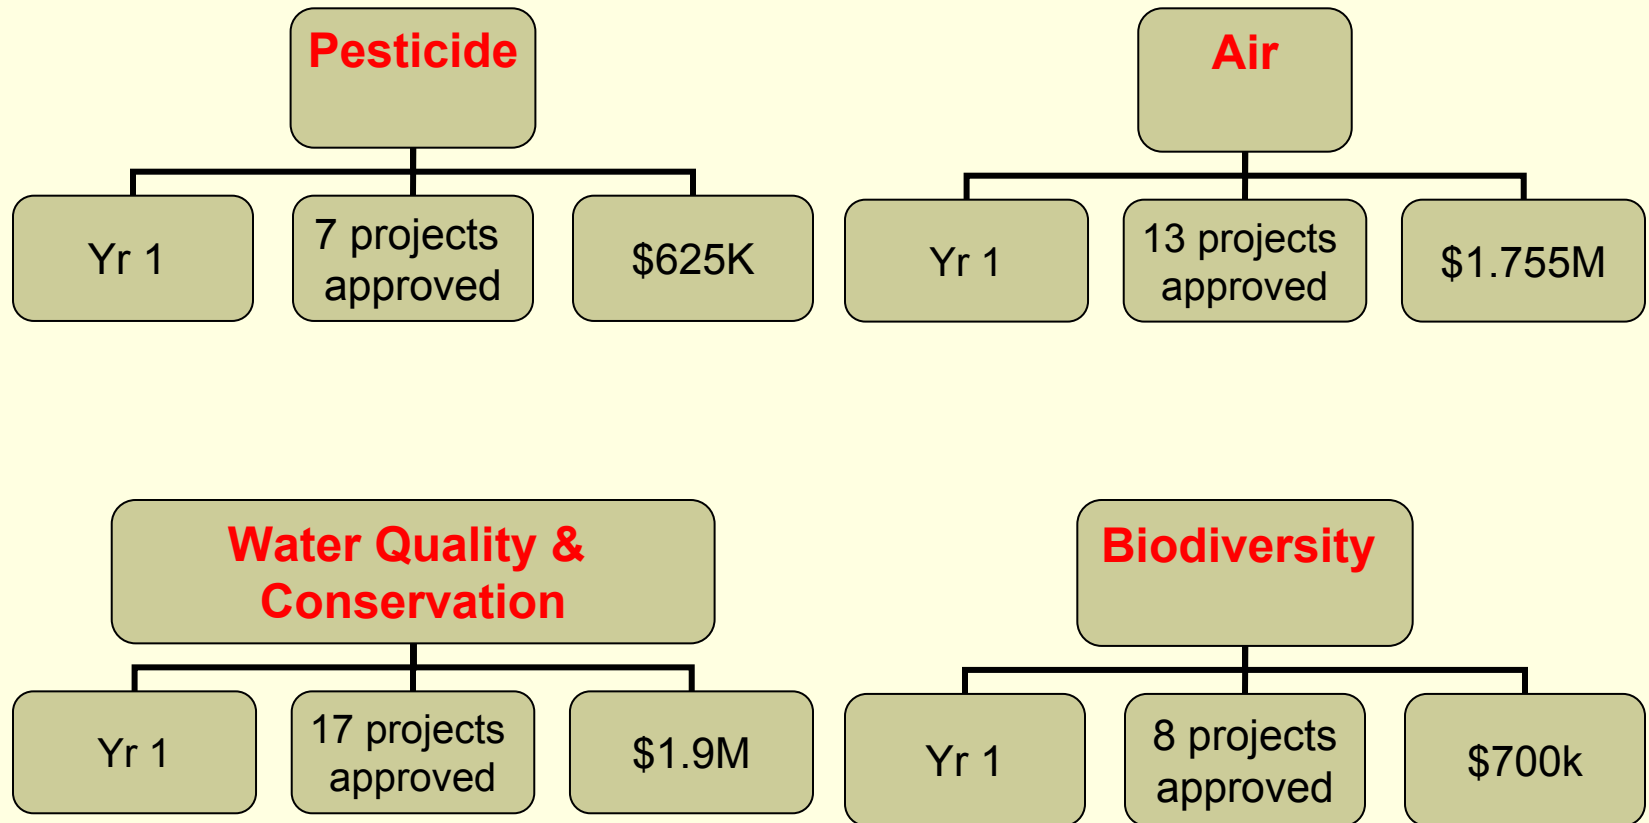 Pesticide
Yr 1
7 projects
approved
$625K
Air
Yr 1
13 projects
approved
$1.755M
Water Quality &
Conservation
Yr 1
17 projects
approved
$1.9M
Biodiversity
Yr 1
8 projects
approved
$700k